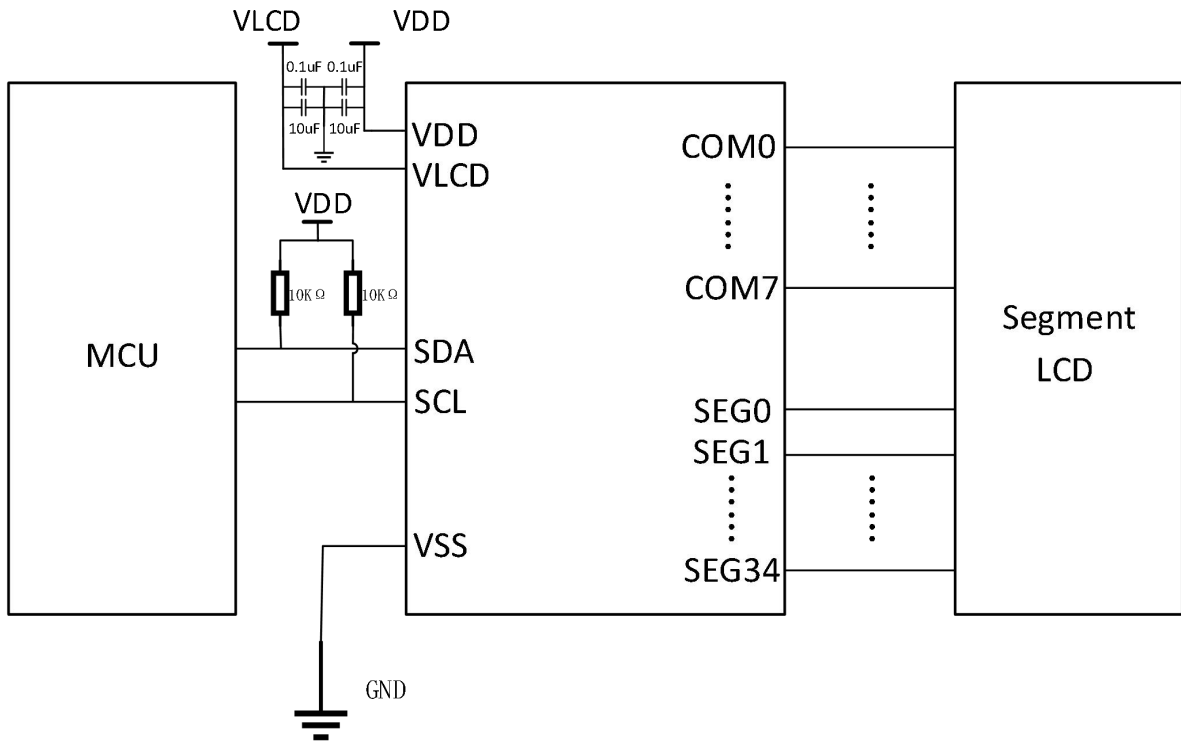 VLCD
VDD
0.1uF
0.1uF
10uF
10uF
VDD
VLCD
VDD
10KΩ
10KΩ
MCU
SDA
SCL
VSS
GND
COM0
COM7
SEG0
SEG1
SEG34
Segment
LCD